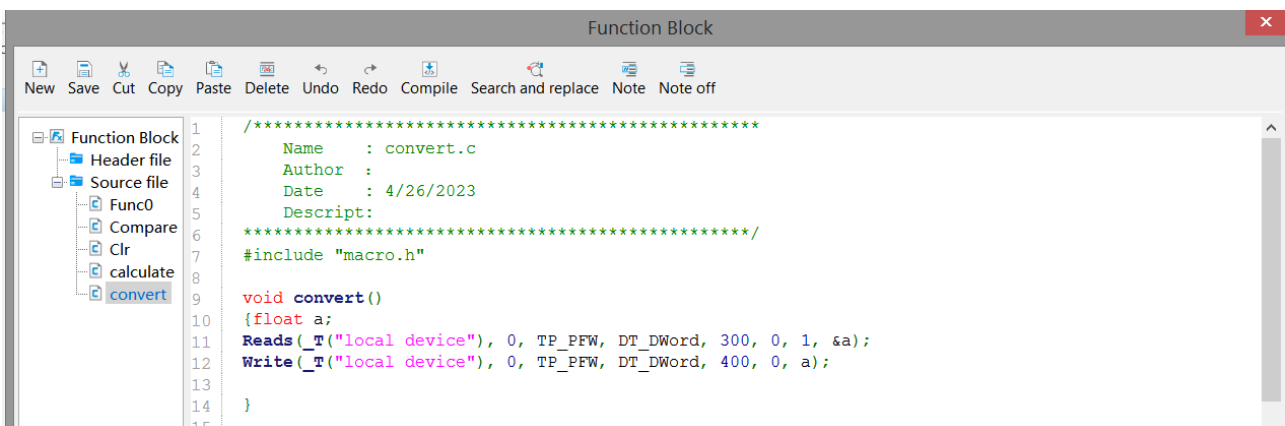 Function Block
New Save Cut Copy Paste Delete Undo Redo Compile Search and replace Note Note off
Function Block
Header file
Source file
Func0
Compare
Clr
calculate
convert
1 /**************************************************
2 Name : convert.c
3 Author :
4 Date : 4/26/2023
5 Descript:
6 **************************************************/
7 #include "macro.h"
8
9 void convert()
10 {float a;
11 Reads(_T("local device"), 0, TP_PFW, DT_DWord, 300, 0, 1, &a);
12 Write(_T("local device"), 0, TP_PFW, DT_DWord, 400, 0, a);
13
14 }